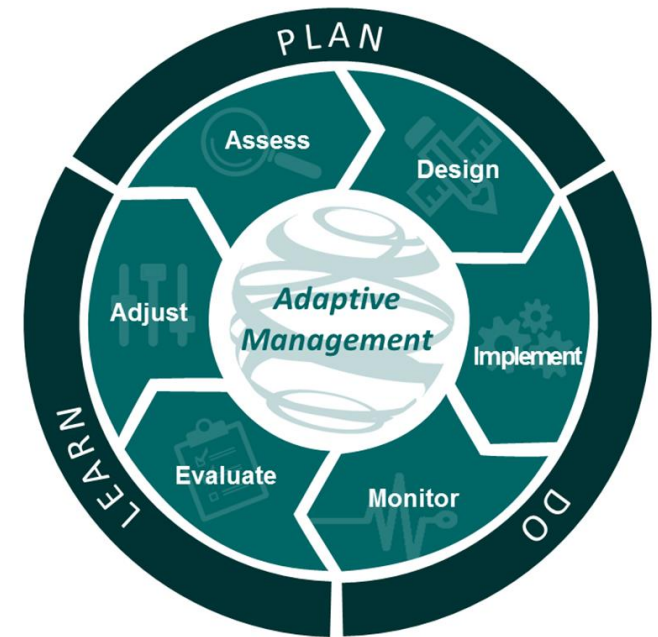 PLAN
Assess
Design
Adjust
Adaptive
Management
Implement
Evaluate
Monitor
LEARN
DO